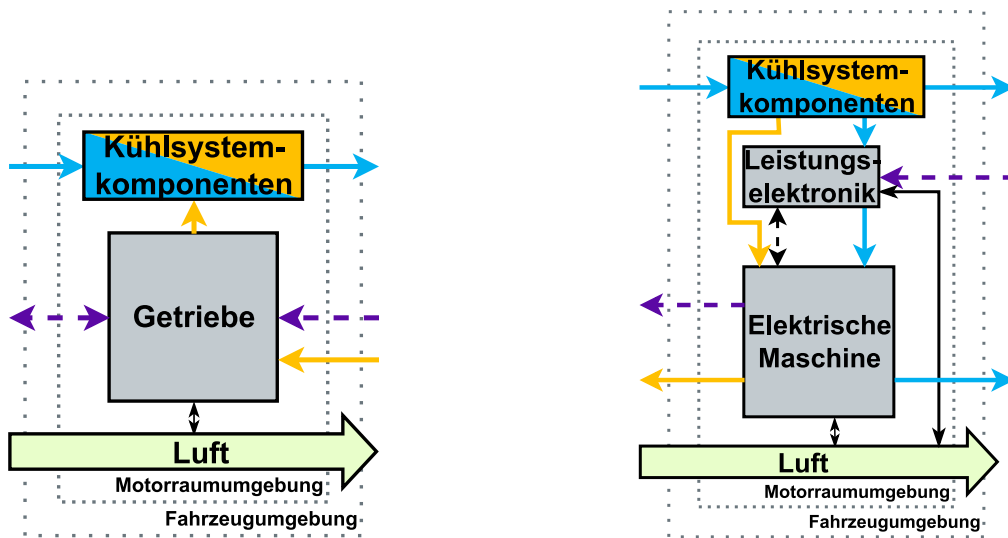 Kühlsystem-
komponenten
Getriebe
Luft
Motorraumumgebung
Fahrzeugumgebung
Kühlsystem-
komponenten
Leistungs-
elektronik
Elektrische
Maschine
Luft
Motorraumumgebung
Fahrzeugumgebung